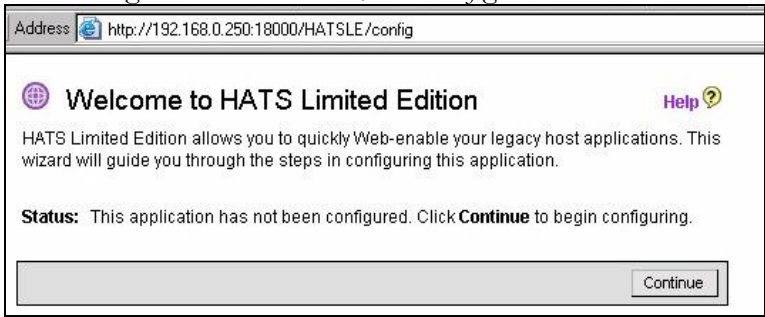 Address http://192.168.0.250:18000/HATSLE/config
Welcome to HATS Limited Edition
Help
HATS Limited Edition allows you to quickly Web-enable your legacy host applications. This
wizard will guide you through the steps in configuring this application.
Status: This application has not been configured. Click Continue to begin configuring.
Continue